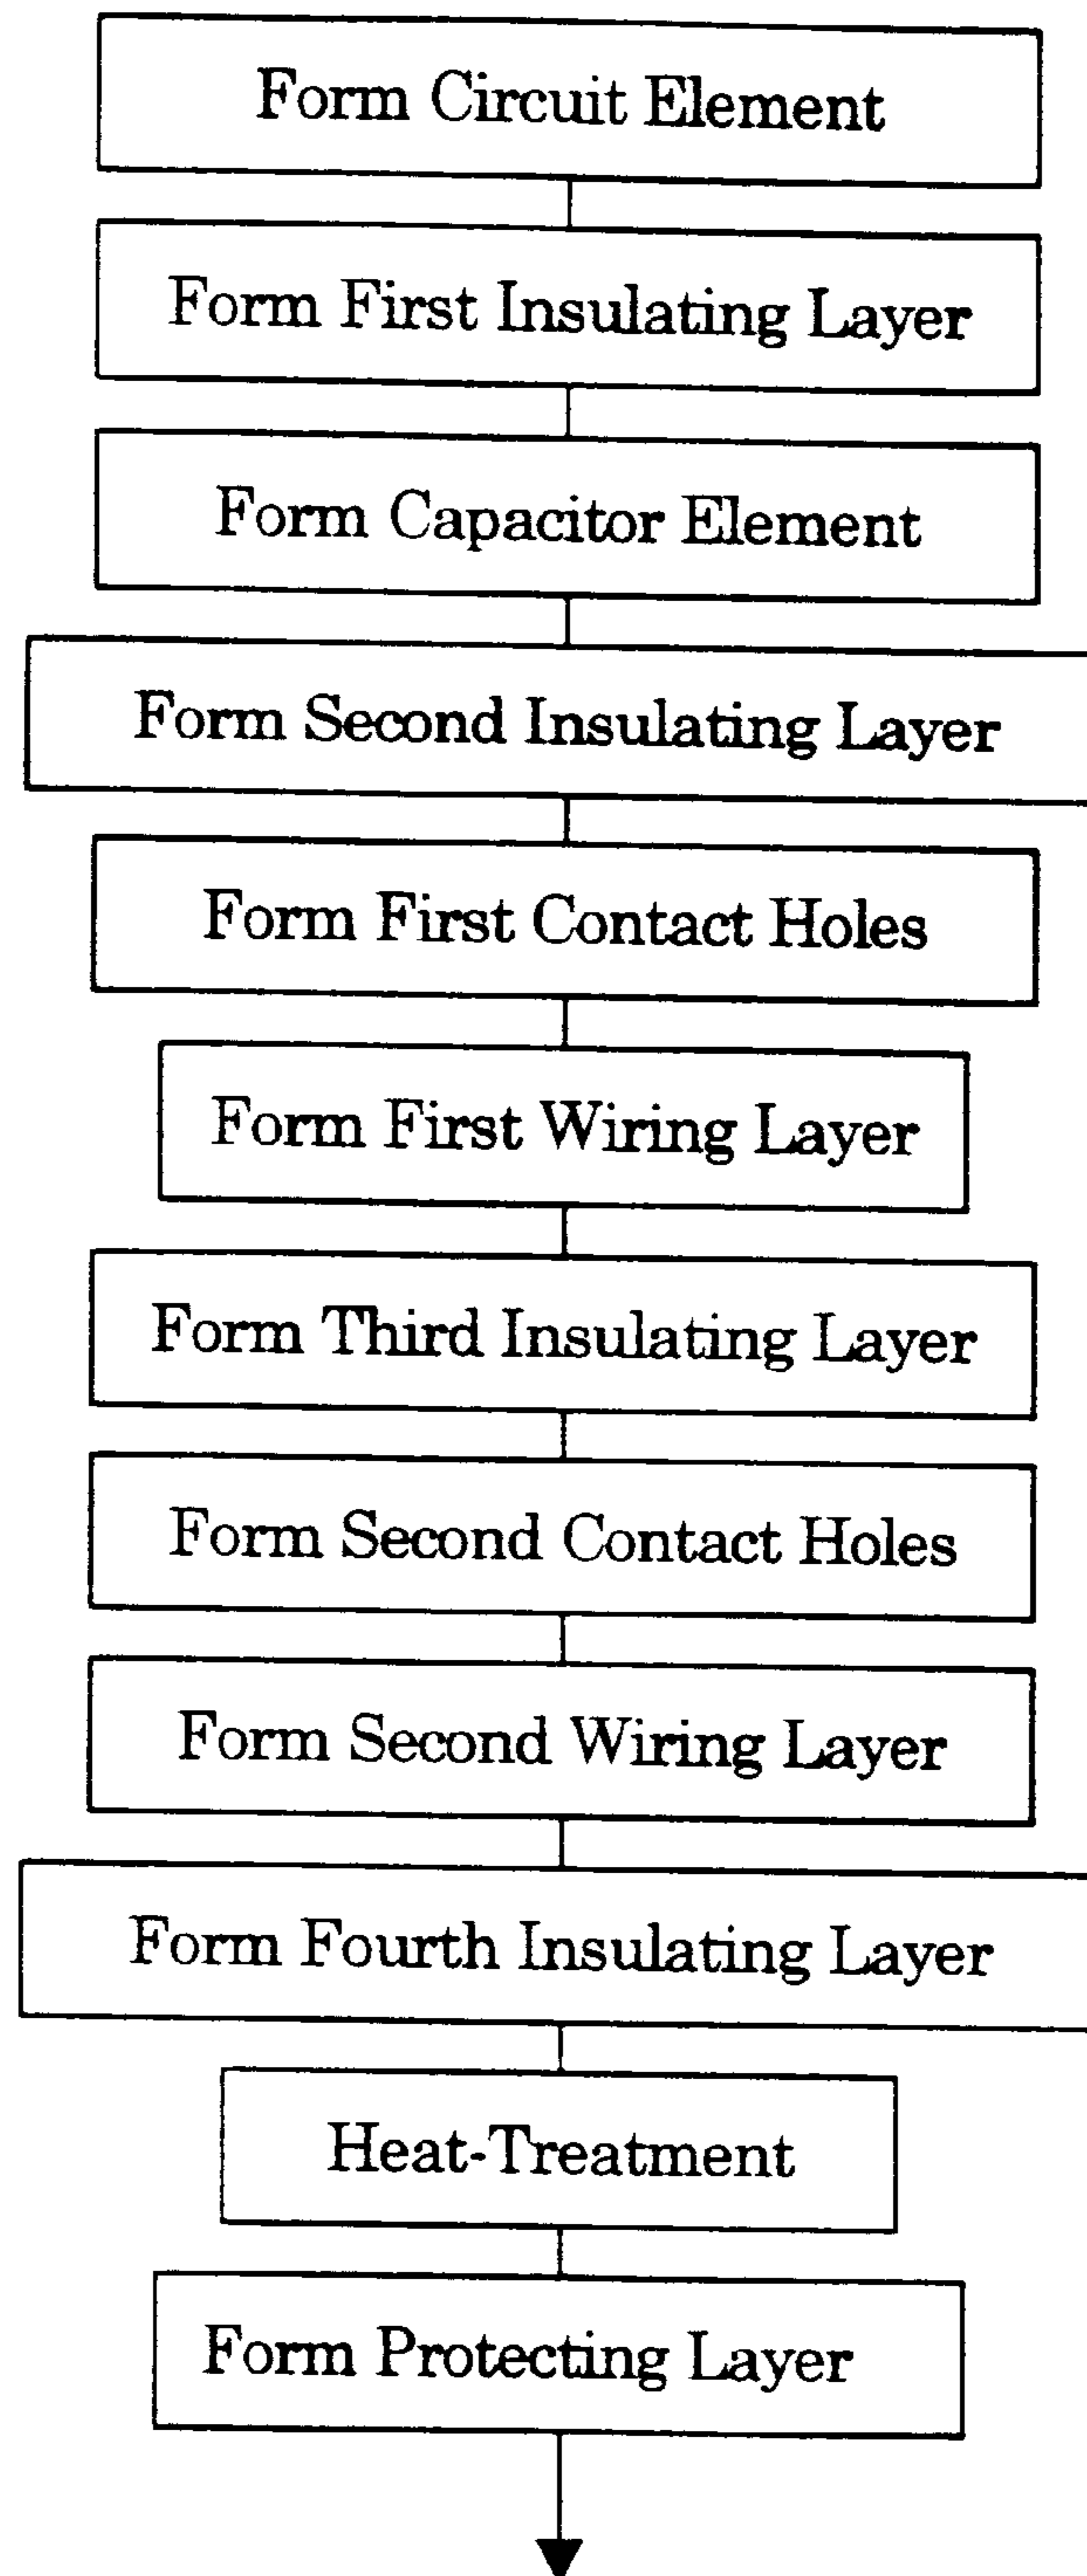 Form Circuit Element
Form First Insulating Layer
Form Capacitor Element
Form Second Insulating Layer
Form First Contact Holes
Form First Wiring Layer
Form Third Insulating Layer
Form Second Contact Holes
Form Second Wiring Layer
Form Fourth Insulating Layer
Heat-Treatment
Form Protecting Layer